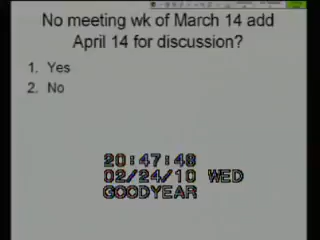 No meeting wk of March 14 add
April 14 for discussion?
1. Yes
2. No
20:47:48
02/24/10 WED
GOODYEAR